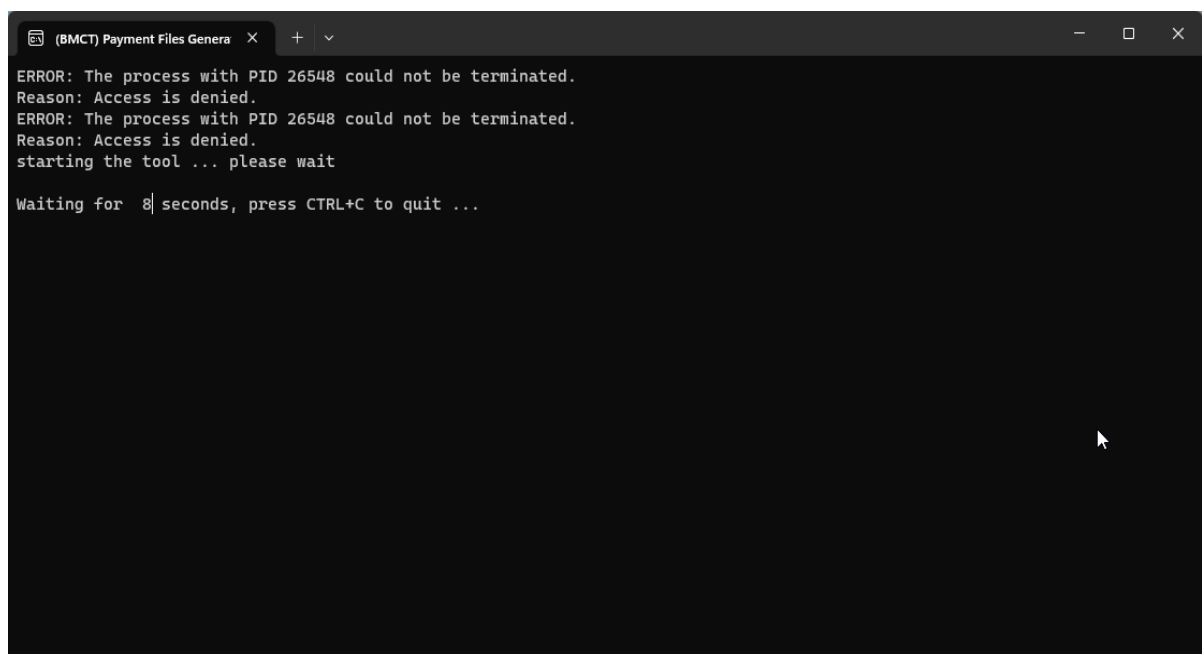 (BMCT) Payment Files Genera
ERROR: The process with PID 26548 could not be terminated.
Reason: Access is denied.
ERROR: The process with PID 26548 could not be terminated.
Reason: Access is denied.
starting the tool ... please wait
Waiting for  8 seconds, press CTRL+C to quit ...